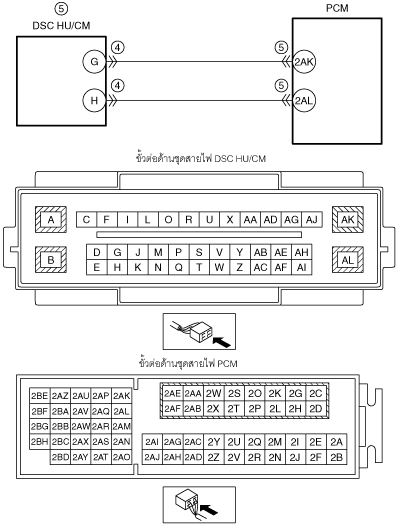 ⑤
DSC HU/CM
PCM
G ④ ⑤ 2AK
H ④ ⑤ 2AL
ขั้วต่อด้านชุดสายไฟ DSC HU/CM
A C F I L O R U X AA AD AG AJ AK
B D G J M P S V Y AB AE AH AL
E H K N Q T W Z AC AF AI
ขั้วต่อด้านชุดสายไฟ PCM
2AE 2AA 2W 2S 2O 2K 2G 2C
2BE 2AZ 2AU 2AP 2AK
2AF 2AB 2X 2T 2P 2L 2H 2D
2BF 2BA 2AV 2AQ 2AL
2BG 2BB 2AW 2AR 2AM
2BH 2BC 2AX 2AS 2AN 2AI 2AG 2AC 2Y 2U 2Q 2M 2I 2E 2A
2BD 2AY 2AT 2AO 2AJ 2AH 2AD 2Z 2V 2R 2N 2J 2F 2B